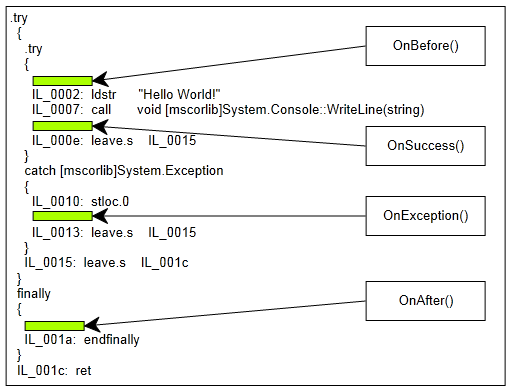 .try
{
.try
{
OnBefore()
IL_0002: ldstr "Hello World!"
IL_0007: call void [mscorlib]System.Console::WriteLine(string)
IL_000e: leave.s IL_0015
OnSuccess()
}
catch [mscorlib]System.Exception
{
IL_0010: stloc.0
OnException()
IL_0013: leave.s IL_0015
}
IL_0015: leave.s IL_001c
}
finally
{
OnAfter()
IL_001a: endfinally
}
IL_001c: ret